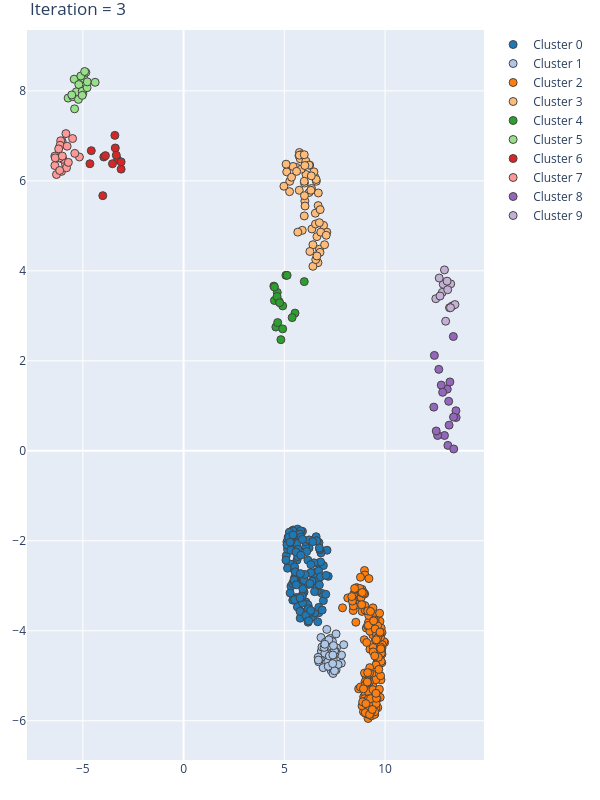 Iteration = 3
8
6
4
2
0
−2
−4
−6
−5
0
5
10
Cluster 0
Cluster 1
Cluster 2
Cluster 3
Cluster 4
Cluster 5
Cluster 6
Cluster 7
Cluster 8
Cluster 9